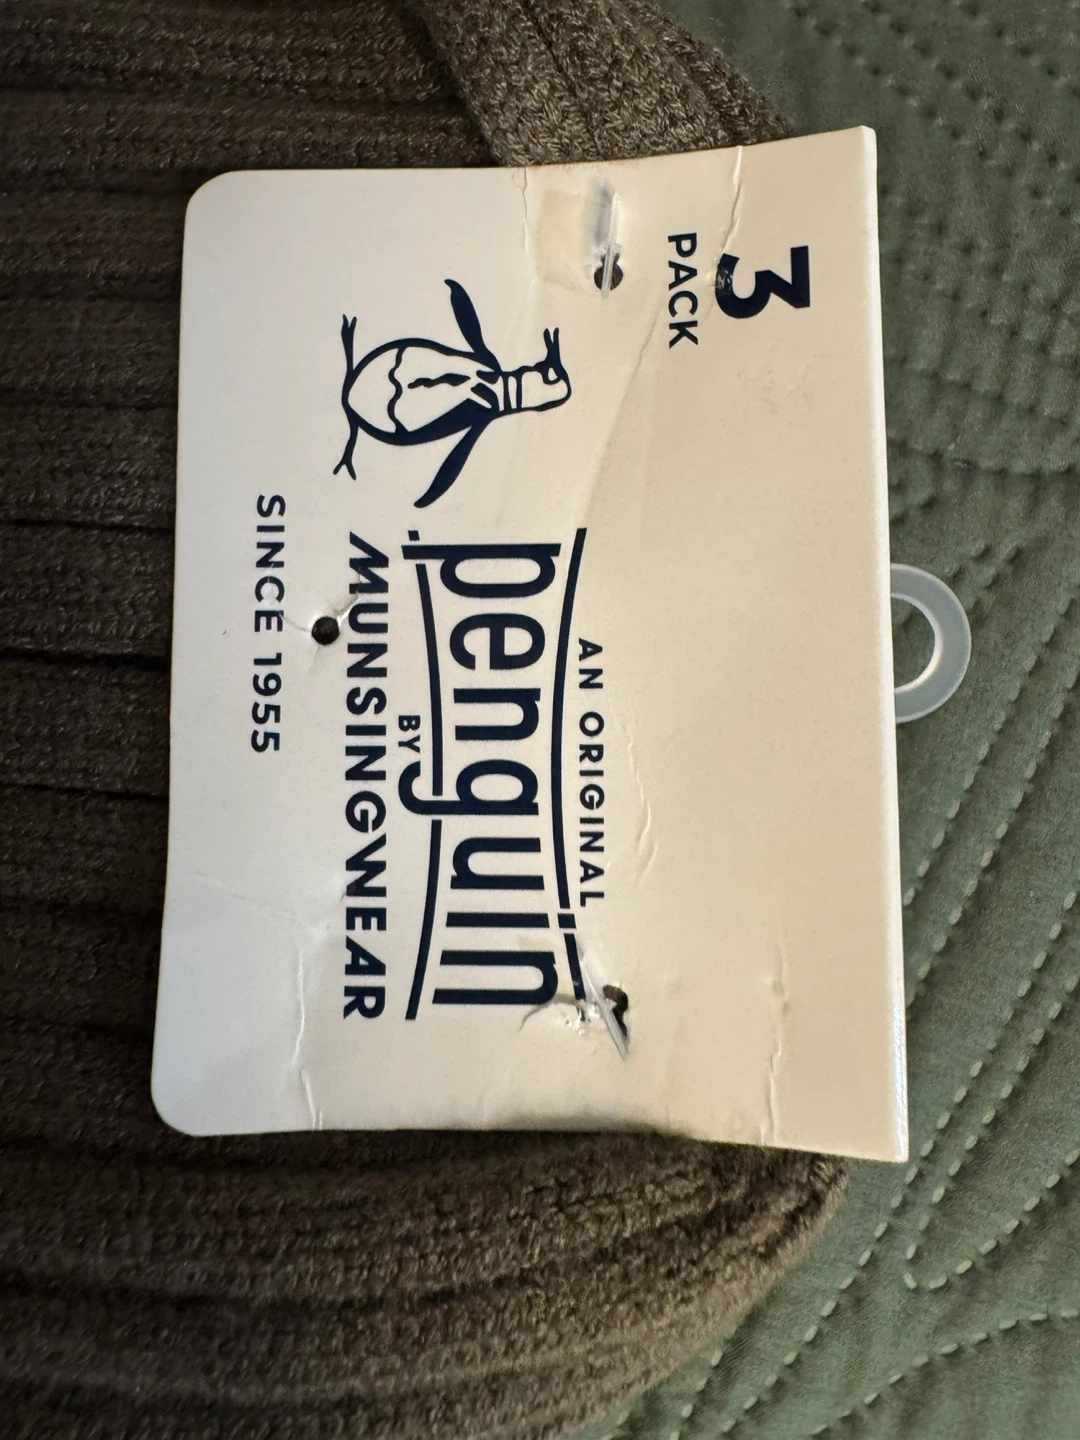 3
PACK
AN ORIGINAL
penguin
BY
MUNSINGWEAR
SINCE 1955